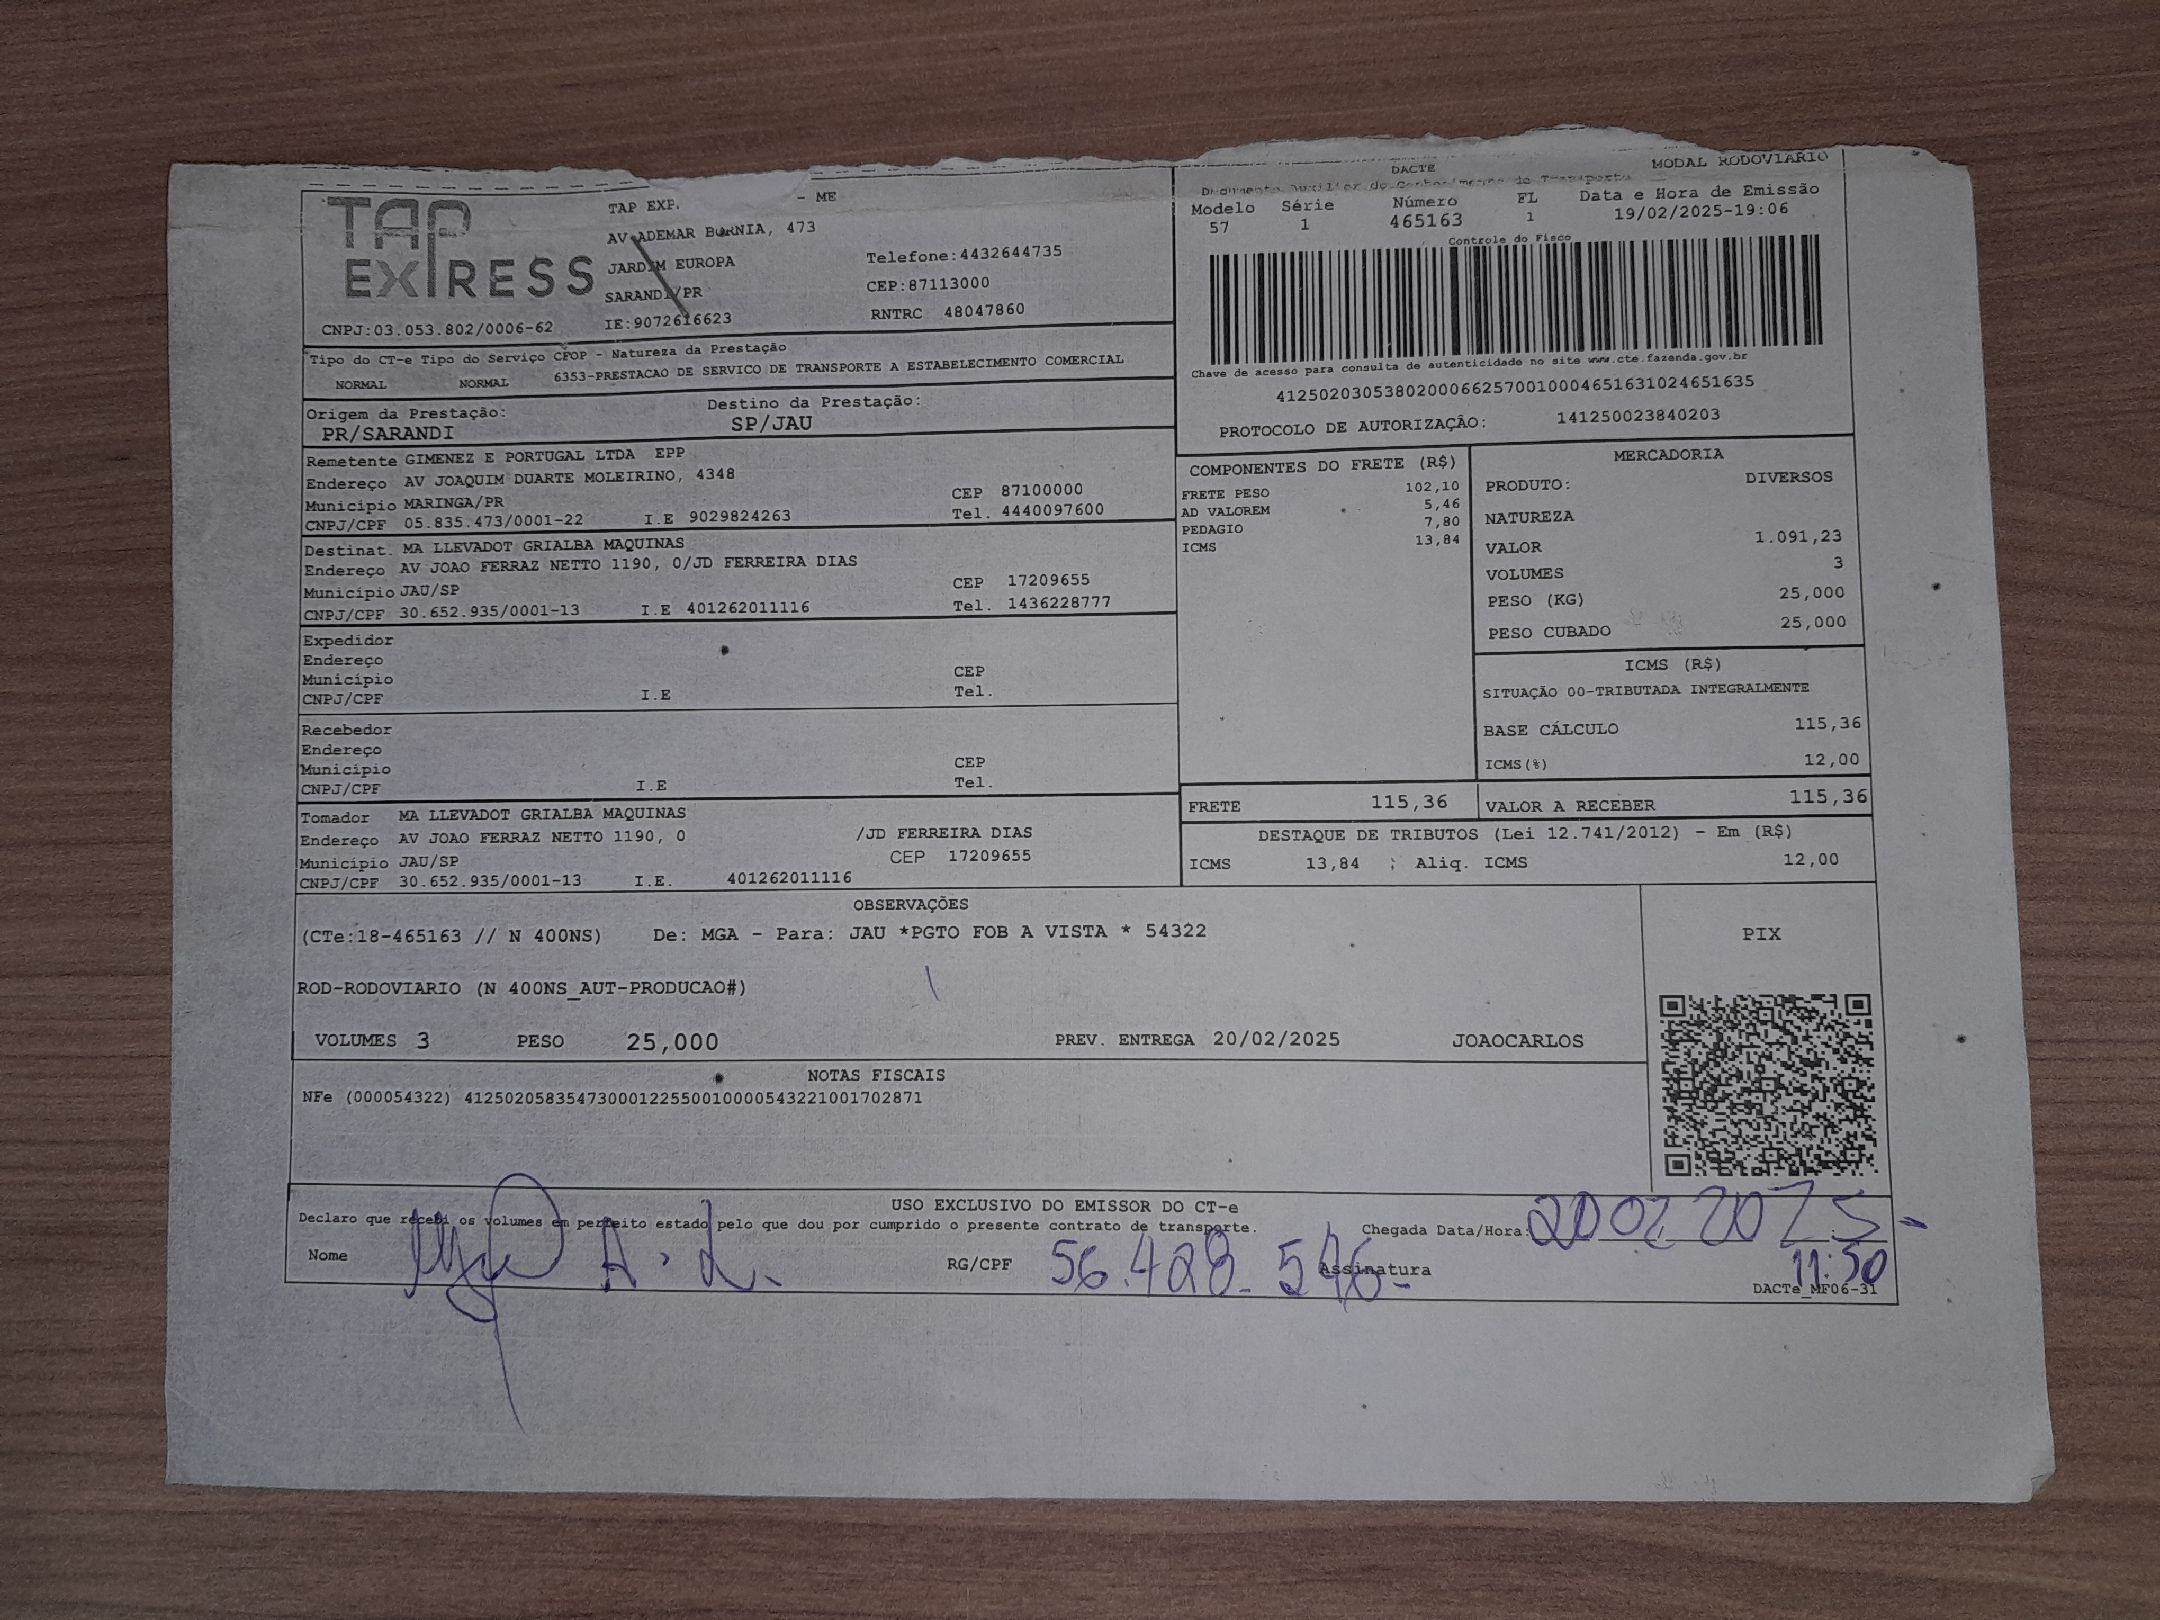 DACTE
MODAL RODOVIARIO
TAP EXPRESS
TAP EXP. - ME
AV ADEMAR BORNIA, 473
JARDIM EUROPA
Telefone:4432644735
SARANDI/PR
CEP:87113000
CNPJ:03.053.802/0006-62
IE:9072616623
RNTRC 48047860
Documento Auxiliar do Conhecimento de Transporte
Modelo Série Número FL Data e Hora de Emissão
57 1 465163 1 19/02/2025-19:06
Controle do Fisco
Chave de acesso para consulta de autenticidade no site www.cte.fazenda.gov.br
41250203053802000662570010004651631024651635
PROTOCOLO DE AUTORIZAÇÂO: 141250023840203
Tipo do CT-e Tipo do Serviço CFOP - Natureza da Prestação
NORMAL NORMAL 6353-PRESTACAO DE SERVICO DE TRANSPORTE A ESTABELECIMENTO COMERCIAL
Origem da Prestação: Destino da Prestação:
PR/SARANDI SP/JAU
Remetente GIMENEZ E PORTUGAL LTDA EPP
Endereço AV JOAQUIM DUARTE MOLEIRINO, 4348
Município MARINGA/PR CEP 87100000
CNPJ/CPF 05.835.473/0001-22 I.E 9029824263 Tel. 4440097600
Destinat. MA LLEVADOT GRIALBA MAQUINAS
Endereço AV JOAO FERRAZ NETTO 1190, 0/JD FERREIRA DIAS
Município JAU/SP CEP 17209655
CNPJ/CPF 30.652.935/0001-13 I.E 401262011116 Tel. 1436228777
Expedidor
Endereço
Município CEP
CNPJ/CPF I.E Tel.
Recebedor
Endereço
Município CEP
CNPJ/CPF I.E Tel.
Tomador MA LLEVADOT GRIALBA MAQUINAS
Endereço AV JOAO FERRAZ NETTO 1190, 0 /JD FERREIRA DIAS
Município JAU/SP CEP 17209655
CNPJ/CPF 30.652.935/0001-13 I.E. 401262011116
COMPONENTES DO FRETE (R$)
FRETE PESO 102,10
AD VALOREM 5,46
PEDAGIO 7,80
ICMS 13,84
MERCADORIA
PRODUTO: DIVERSOS
NATUREZA
VALOR 1.091,23
VOLUMES 3
PESO (KG) 25,000
PESO CUBADO 25,000
ICMS (R$)
SITUAÇÃO 00-TRIBUTADA INTEGRALMENTE
BASE CÁLCULO 115,36
ICMS(%) 12,00
FRETE 115,36 VALOR A RECEBER 115,36
DESTAQUE DE TRIBUTOS (Lei 12.741/2012) - Em (R$)
ICMS 13,84 ; Aliq. ICMS 12,00
OBSERVAÇÕES
(CTe:18-465163 // N 400NS) De: MGA - Para: JAU *PGTO FOB A VISTA * 54322
ROD-RODOVIARIO (N 400NS_AUT-PRODUCAO#)
VOLUMES 3 PESO 25,000 PREV. ENTREGA 20/02/2025 JOAOCARLOS
PIX
NOTAS FISCAIS
NFe (000054322) 41250205835473000122550010000543221001702871
USO EXCLUSIVO DO EMISSOR DO CT-e
Declaro que recebi os volumes em perfeito estado pelo que dou por cumprido o presente contrato de transporte.
Chegada Data/Hora: 20 02 2025-
Nome A. L. RG/CPF 56.428.546- Assinatura 11:50
DACTe_MF06-31